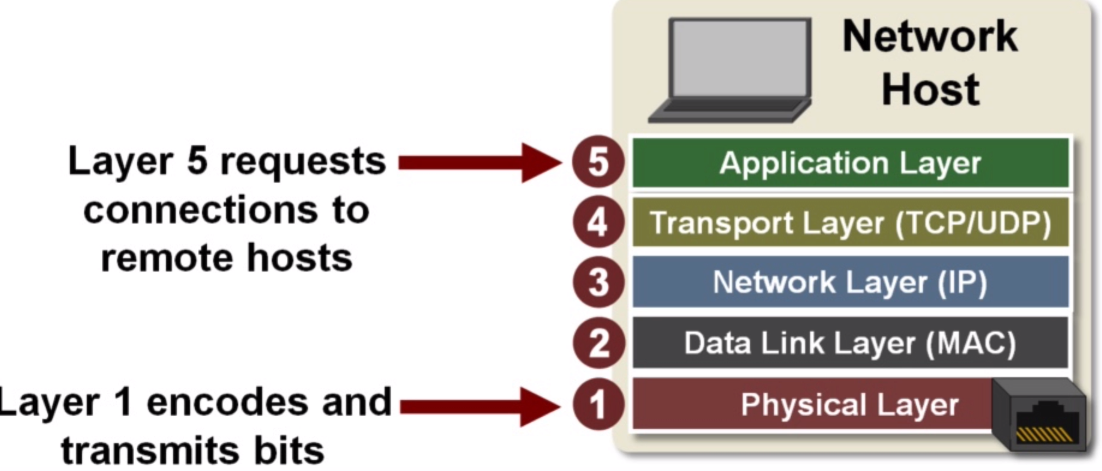 Network
Host
Layer 5 requests
connections to
remote hosts
5 Application Layer
4 Transport Layer (TCP/UDP)
3 Network Layer (IP)
2 Data Link Layer (MAC)
Layer 1 encodes and
transmits bits
1 Physical Layer